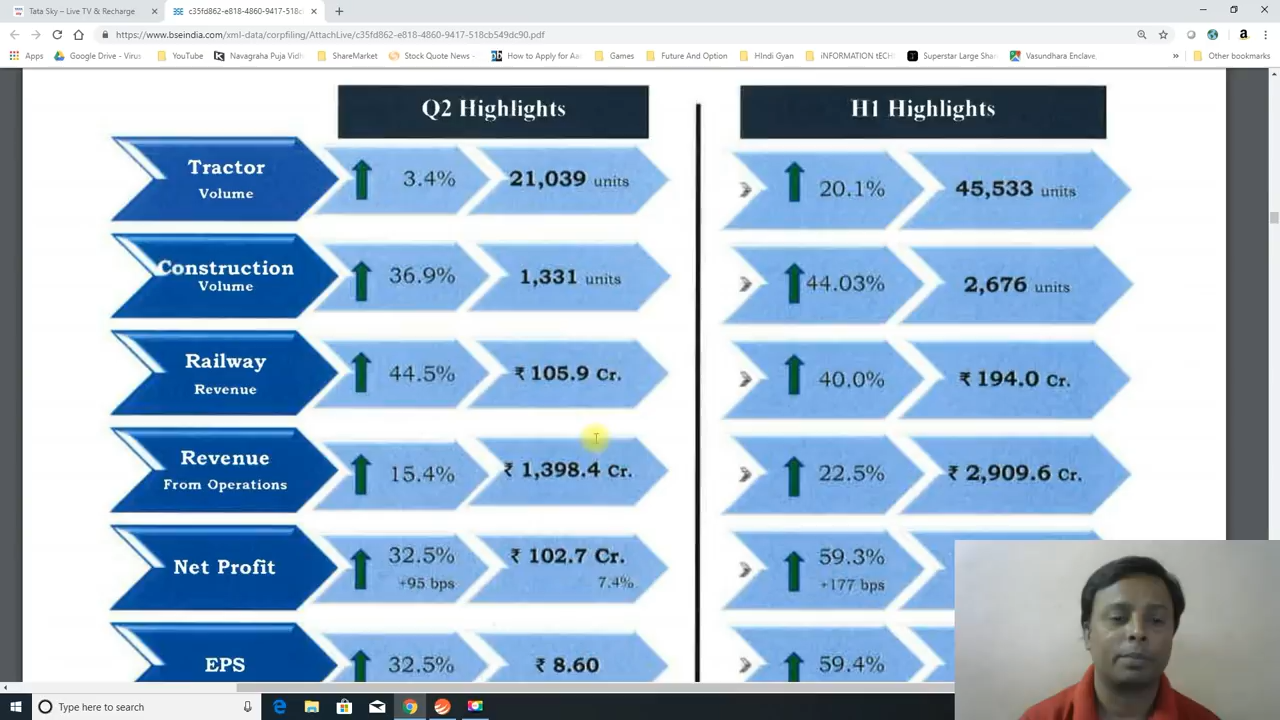 Tata Sky – Live TV & Recharge
c35fd862-e818-4860-9417-518cb
https://www.bseindia.com/xml-data/corpfiling/AttachLive/c35fd862-e818-4860-9417-518cb549dc90.pdf
Apps Google Drive - Virus YouTube Navagraha Puja Vidh ShareMarket Stock Quote News - How to Apply for Aad Games Future And Option HIndi Gyan iNFORMATION tECH Superstar Large Shar Vasundhara Enclave, » Other bookmarks
Q2 Highlights H1 Highlights
Tractor
Volume
3.4% 21,039 units
20.1% 45,533 units
Construction
Volume
36.9% 1,331 units
44.03% 2,676 units
Railway
Revenue
44.5% ₹ 105.9 Cr.
40.0% ₹ 194.0 Cr.
Revenue
From Operations
15.4% ₹ 1,398.4 Cr.
22.5% ₹ 2,909.6 Cr.
Net Profit
32.5% ₹ 102.7 Cr.
+95 bps 7.4%
59.3%
+177 bps
EPS
32.5% ₹ 8.60
59.4%
Type here to search